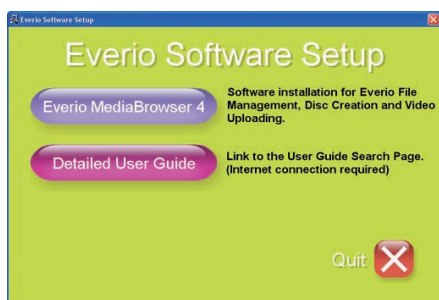 Everio Software Setup
Everio Software Setup
Everio MediaBrowser 4
Software installation for Everio File
Management, Disc Creation and Video
Uploading.
Detailed User Guide
Link to the User Guide Search Page.
(Internet connection required)
Quit